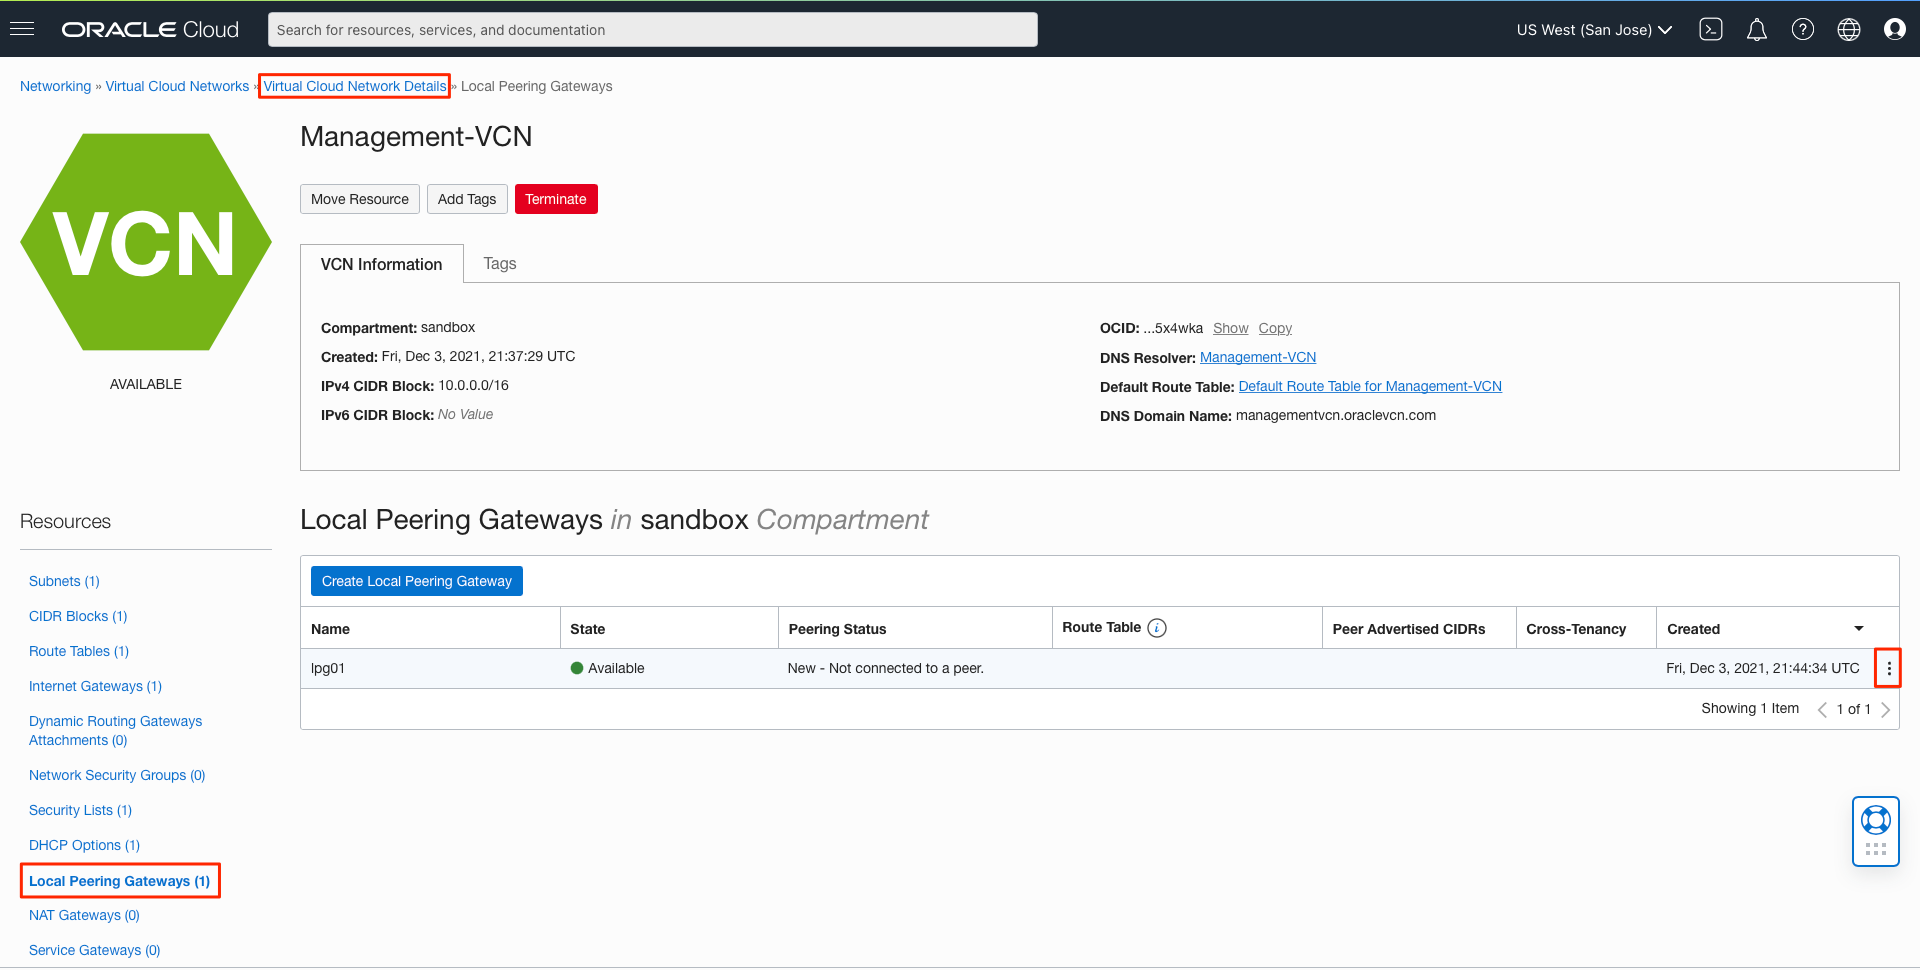 ORACLE Cloud
Search for resources, services, and documentation
US West (San Jose)
Networking » Virtual Cloud Networks » Virtual Cloud Network Details » Local Peering Gateways
VCN
AVAILABLE
Management-VCN
Move Resource
Add Tags
Terminate
VCN Information
Tags
Compartment: sandbox
Created: Fri, Dec 3, 2021, 21:37:29 UTC
IPv4 CIDR Block: 10.0.0.0/16
IPv6 CIDR Block: No Value
OCID: ...5x4wka Show Copy
DNS Resolver: Management-VCN
Default Route Table: Default Route Table for Management-VCN
DNS Domain Name: managementvcn.oraclevcn.com
Resources
Subnets (1)
CIDR Blocks (1)
Route Tables (1)
Internet Gateways (1)
Dynamic Routing Gateways
Attachments (0)
Network Security Groups (0)
Security Lists (1)
DHCP Options (1)
Local Peering Gateways (1)
NAT Gateways (0)
Service Gateways (0)
Local Peering Gateways in sandbox Compartment
Create Local Peering Gateway
Name State Peering Status Route Table i Peer Advertised CIDRs Cross-Tenancy Created
lpg01 Available New - Not connected to a peer. Fri, Dec 3, 2021, 21:44:34 UTC
Showing 1 Item 1 of 1